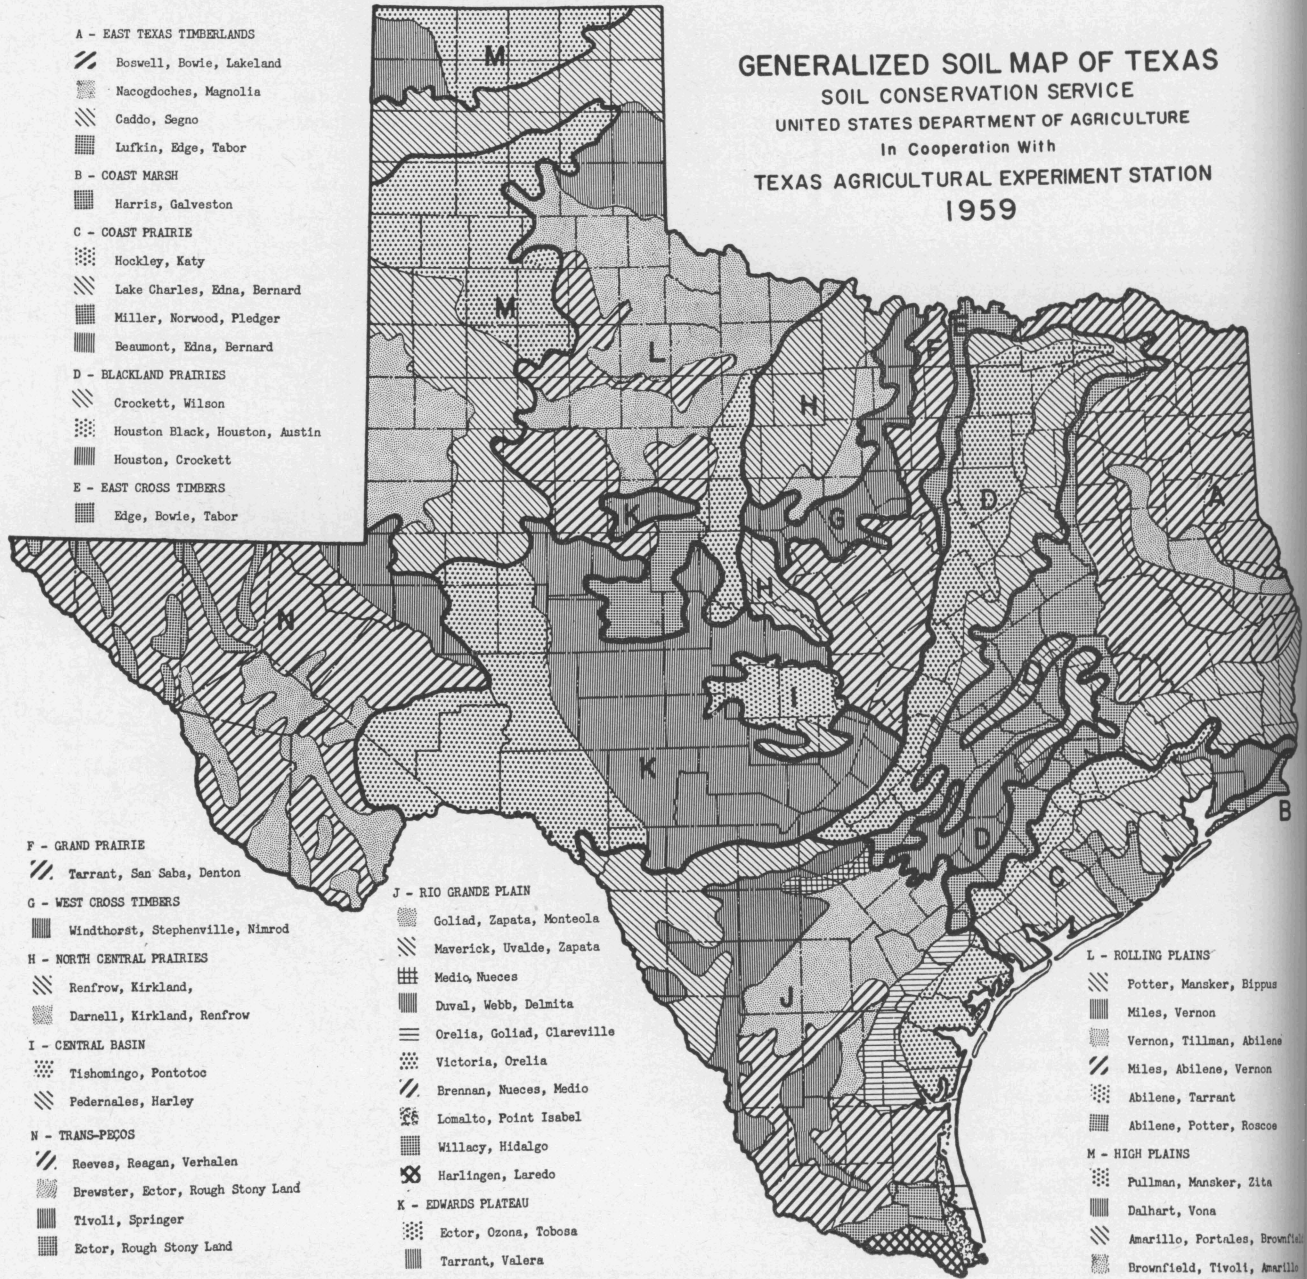 GENERALIZED SOIL MAP OF TEXAS
SOIL CONSERVATION SERVICE
UNITED STATES DEPARTMENT OF AGRICULTURE
In Cooperation With
TEXAS AGRICULTURAL EXPERIMENT STATION
1959
A - EAST TEXAS TIMBERLANDS
Boswell, Bowie, Lakeland
Nacogdoches, Magnolia
Caddo, Segno
Lufkin, Edge, Tabor
B - COAST MARSH
Harris, Galveston
C - COAST PRAIRIE
Hockley, Katy
Lake Charles, Edna, Bernard
Miller, Norwood, Pledger
Beaumont, Edna, Bernard
D - BLACKLAND PRAIRIES
Crockett, Wilson
Houston Black, Houston, Austin
Houston, Crockett
E - EAST CROSS TIMBERS
Edge, Bowie, Tabor
F - GRAND PRAIRIE
Tarrant, San Saba, Denton
G - WEST CROSS TIMBERS
Windthorst, Stephenville, Nimrod
H - NORTH CENTRAL PRAIRIES
Renfrow, Kirkland,
Darnell, Kirkland, Renfrow
I - CENTRAL BASIN
Tishomingo, Pontotoc
Pedernales, Harley
N - TRANS-PEÇOS
Reeves, Reagan, Verhalen
Brewster, Ector, Rough Stony Land
Tivoli, Springer
Ector, Rough Stony Land
J - RIO GRANDE PLAIN
Goliad, Zapata, Monteola
Maverick, Uvalde, Zapata
Medio, Nueces
Duval, Webb, Delmita
Orelia, Goliad, Clareville
Victoria, Orelia
Brennan, Nueces, Medio
Lomalto, Point Isabel
Willacy, Hidalgo
Harlingen, Laredo
K - EDWARDS PLATEAU
Ector, Ozona, Tobosa
Tarrant, Valera
L - ROLLING PLAINS
Potter, Mansker, Bippus
Miles, Vernon
Vernon, Tillman, Abilene
Miles, Abilene, Vernon
Abilene, Tarrant
Abilene, Potter, Roscoe
M - HIGH PLAINS
Pullman, Mansker, Zita
Dalhart, Vona
Amarillo, Portales, Brownfiel
Brownfield, Tivoli, Amarillo
M
M
L
F
E
H
K
G
D
A
H
N
I
D
K
B
D
C
J